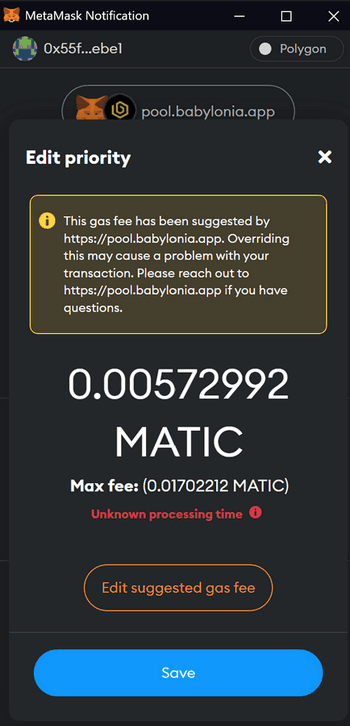 MetaMask Notification
0x55f...ebe1
Polygon
pool.babylonia.app
Edit priority
This gas fee has been suggested by
https://pool.babylonia.app. Overriding
this may cause a problem with your
transaction. Please reach out to
https://pool.babylonia.app if you have
questions.
0.00572992
MATIC
Max fee: (0.01702212 MATIC)
Unknown processing time
Edit suggested gas fee
Save